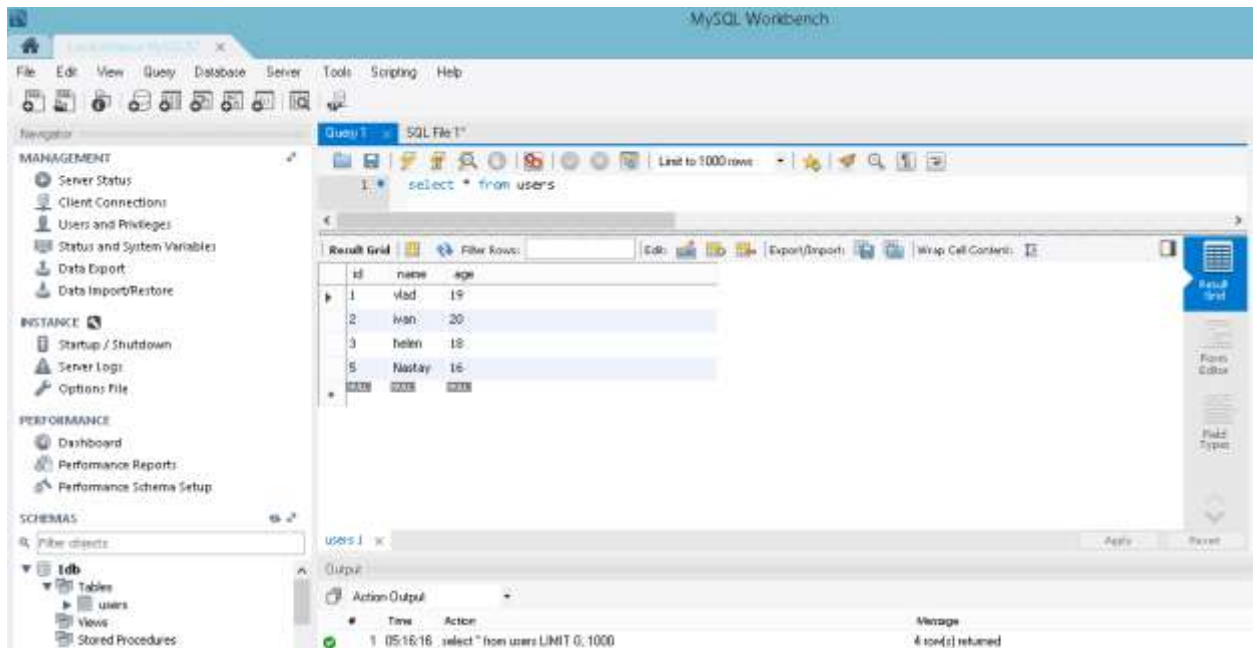 MySQL Workbench
File Edit View Query Database Server Tools Scripting Help
Navigator
MANAGEMENT
Server Status
Client Connections
Users and Privileges
Status and System Variables
Data Export
Data Import/Restore
INSTANCE
Startup / Shutdown
Server Logs
Options File
PERFORMANCE
Dashboard
Performance Reports
Performance Schema Setup
SCHEMAS
Filter objects
1db
Tables
users
Views
Stored Procedures
Query 1 SQL File 1*
Limit to 1000 rows
1 select * from users
Result Grid Filter Rows: Edit: Export/Import: Wrap Cell Content:
id name age
1 vlad 19
2 ivan 20
3 helen 18
5 Nastay 16
NULL NULL NULL
Result
Grid
Form
Editor
Field
Types
users 1 Apply Revert
Output
Action Output
# Time Action Message
1 05:16:16 select * from users LIMIT 0, 1000 4 row(s) returned